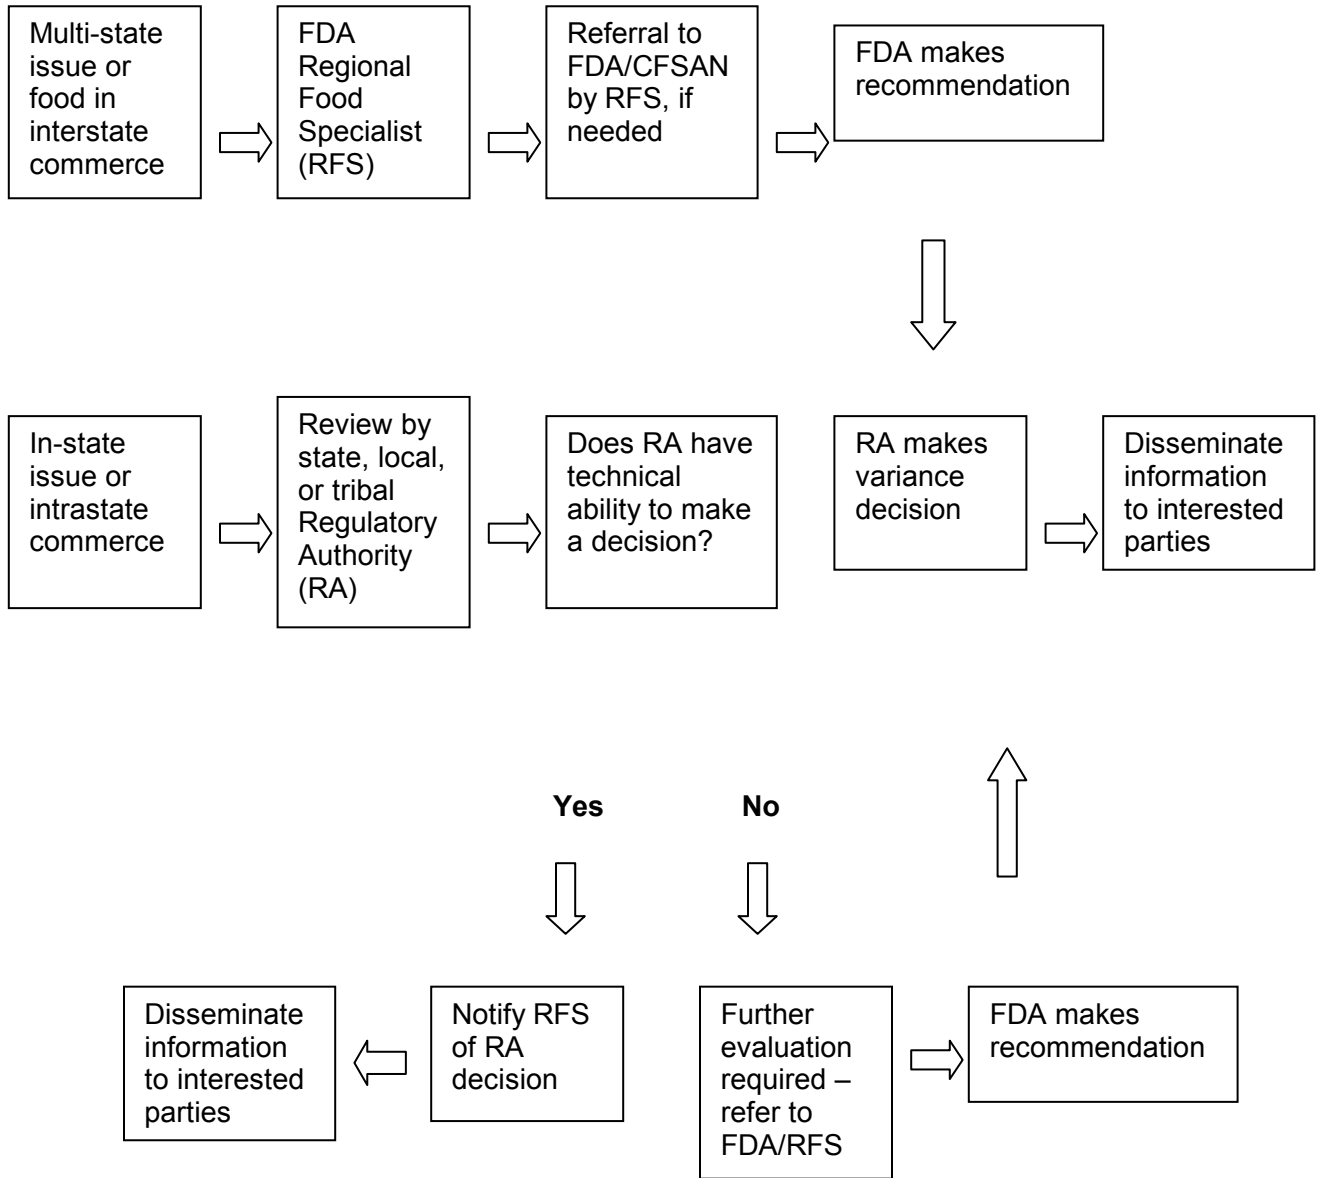 Multi-state
issue or
food in
interstate
commerce
FDA
Regional
Food
Specialist
(RFS)
Referral to
FDA/CFSAN
by RFS, if
needed
FDA makes
recommendation
In-state
issue or
intrastate
commerce
Review by
state, local,
or tribal
Regulatory
Authority
(RA)
Does RA have
technical
ability to make
a decision?
RA makes
variance
decision
Disseminate
information
to interested
parties
Yes
No
Disseminate
information
to interested
parties
Notify RFS
of RA
decision
Further
evaluation
required –
refer to
FDA/RFS
FDA makes
recommendation